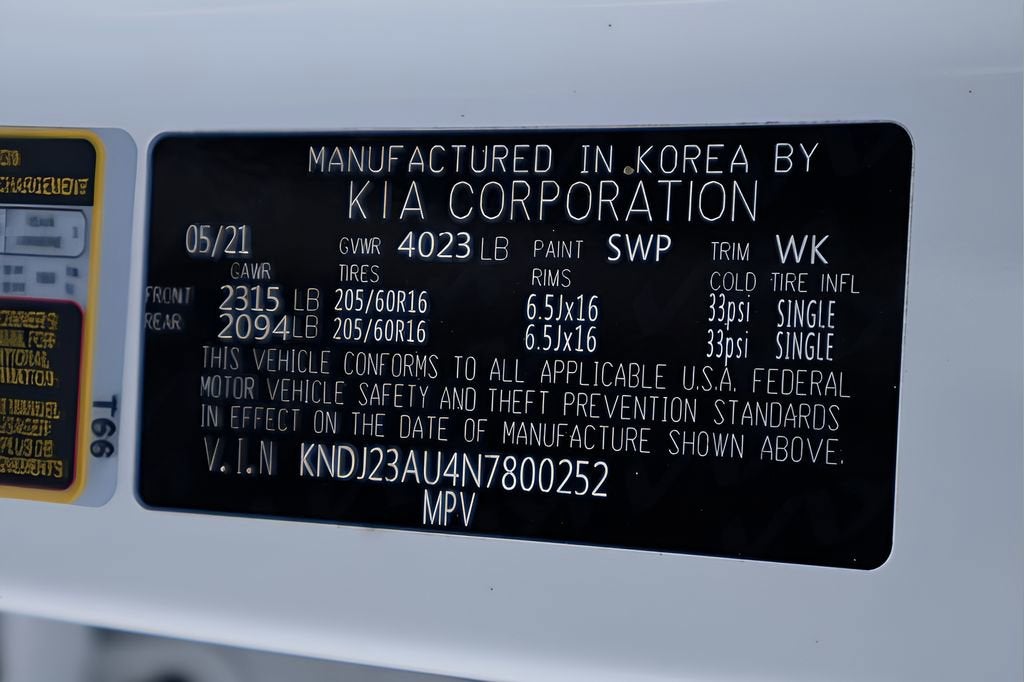 MANUFACTURED IN KOREA BY
KIA CORPORATION
05/21 GVWR 4023 LB PAINT SWP TRIM WK
GAWR TIRES RIMS COLD TIRE INFL
FRONT 2315 LB 205/60R16 6.5Jx16 33psi SINGLE
REAR 2094 LB 205/60R16 6.5Jx16 33psi SINGLE
THIS VEHICLE CONFORMS TO ALL APPLICABLE U.S.A. FEDERAL
MOTOR VEHICLE SAFETY AND THEFT PREVENTION STANDARDS
IN EFFECT ON THE DATE OF MANUFACTURE SHOWN ABOVE.
V.I.N KNDJ23AU4N7800252
MPV
T66